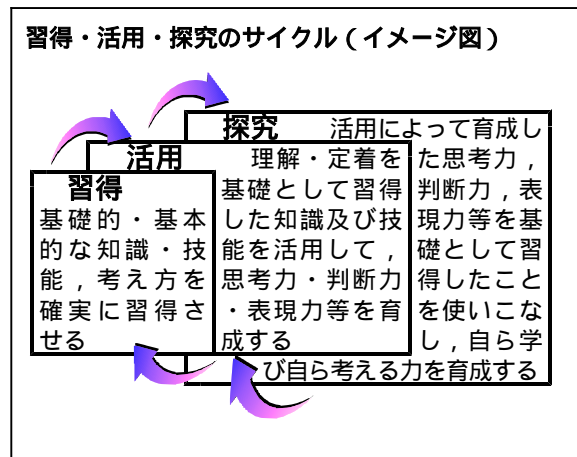 習得・活用・探究のサイクル（イメージ図）
探究
活用によって育成し
た思考力，
判断力，表
現力等を基
礎として習
得したこと
を使いこな
し，自ら学
び自ら考える力を育成する
活用
理解・定着を
基礎として習得
した知識及び技
能を活用して，
思考力・判断力
・表現力等を育
成する
習得
基礎的・基本
的な知識・技
能，考え方を
確実に習得さ
せる